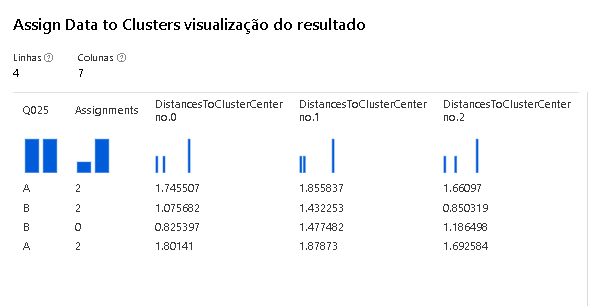 Assign Data to Clusters visualização do resultado
Linhas Colunas
4 7
Q025 Assignments DistancesToClusterCenter no.0 DistancesToClusterCenter no.1 DistancesToClusterCenter no.2
A 2 1.745507 1.855837 1.66097
B 2 1.075682 1.432253 0.850319
B 0 0.825397 1.477482 1.186498
A 2 1.80141 1.87873 1.692584